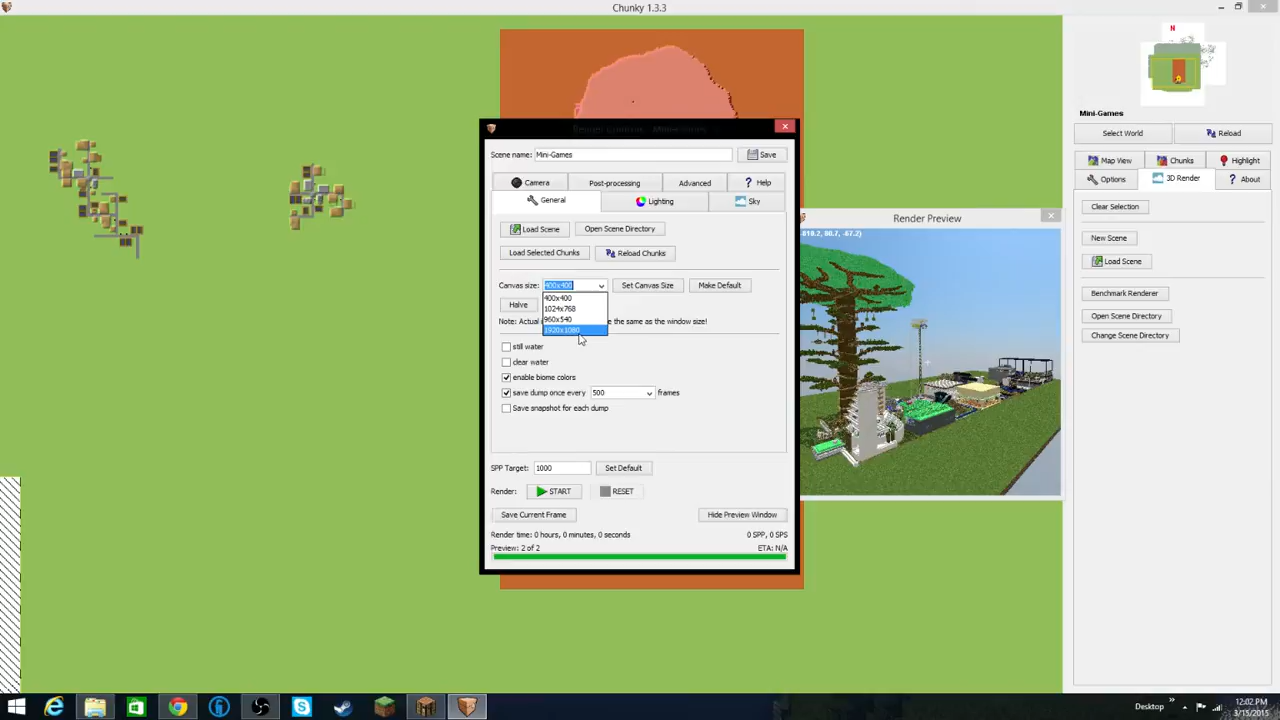 Chunky 1.3.3
N
Mini-Games
Select World
Reload
Map View
Chunks
Highlight
Options
3D Render
About
Clear Selection
New Scene
Load Scene
Benchmark Renderer
Open Scene Directory
Change Scene Directory
Scene name: Mini-Games
Save
Camera
Post-processing
Advanced
? Help
General
Lighting
Sky
Load Scene
Open Scene Directory
Load Selected Chunks
Reload Chunks
Canvas size: 400x400
Set Canvas Size
Make Default
400x400
1024x768
960x540
1920x1080
Halve
Note: Actual
the same as the window size!
still water
clear water
enable biome colors
save dump once every 500 frames
Save snapshot for each dump
SPP Target: 1000
Set Default
Render:
START
RESET
Save Current Frame
Hide Preview Window
Render time: 0 hours, 0 minutes, 0 seconds
0 SPP, 0 SPS
Preview: 2 of 2
ETA: N/A
Render Preview
80.7, -67.2)
Desktop
12:02 PM
3/15/2015